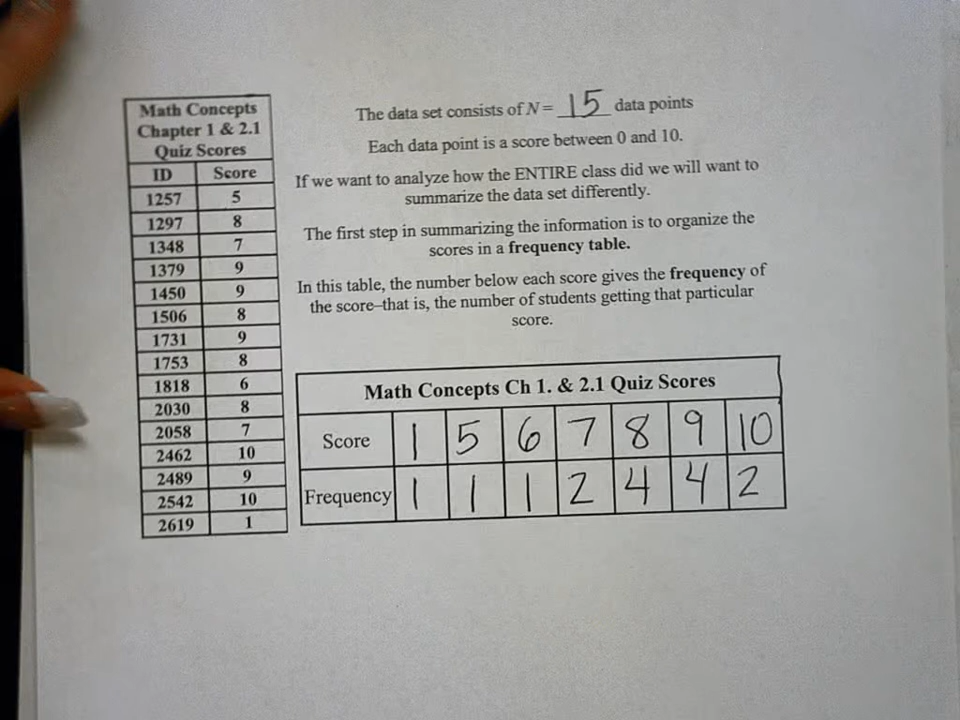 Math Concepts
Chapter 1 & 2.1
Quiz Scores
ID Score
1257 5
1297 8
1348 7
1379 9
1450 9
1506 8
1731 9
1753 8
1818 6
2030 8
2058 7
2462 10
2489 9
2542 10
2619 1
The data set consists of N = 15 data points
Each data point is a score between 0 and 10.
If we want to analyze how the ENTIRE class did we will want to
summarize the data set differently.
The first step in summarizing the information is to organize the
scores in a frequency table.
In this table, the number below each score gives the frequency of
the score–that is, the number of students getting that particular
score.
Math Concepts Ch 1. & 2.1 Quiz Scores
Score 1 5 6 7 8 9 10
Frequency 1 1 1 2 4 4 2